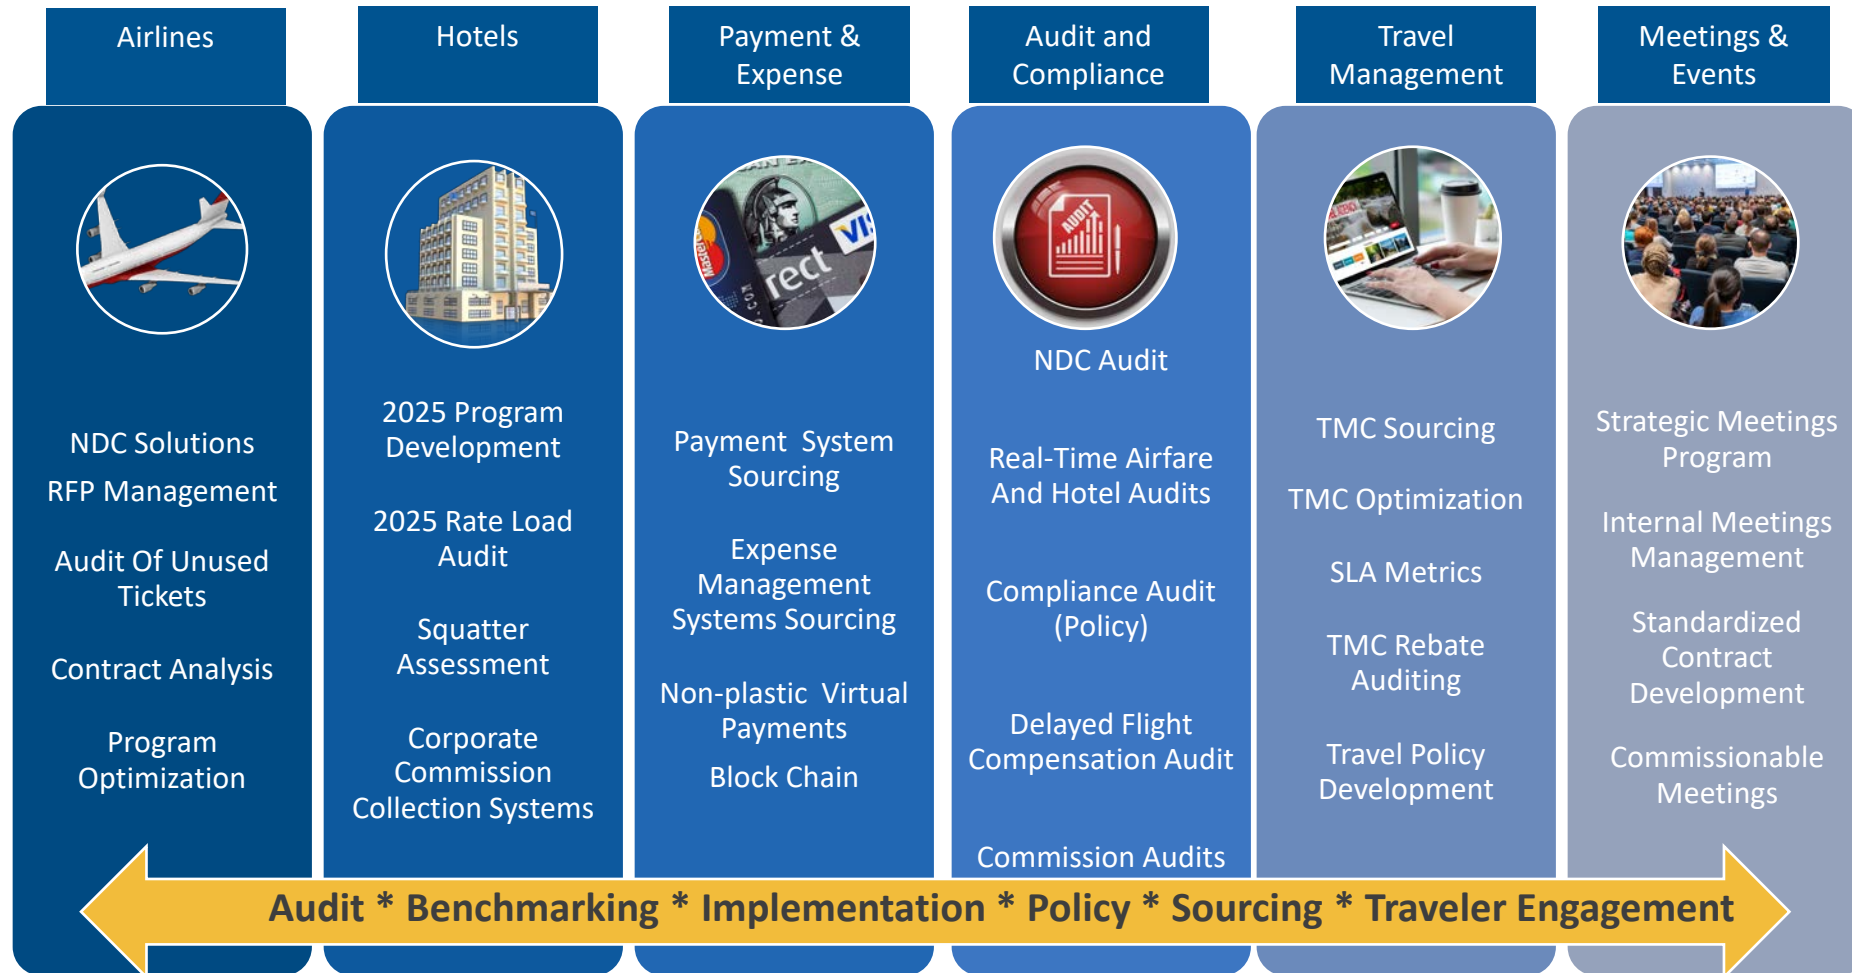 Airlines
NDC Solutions
RFP Management
Audit Of Unused
Tickets
Contract Analysis
Program
Optimization
Hotels
2025 Program
Development
2025 Rate Load
Audit
Squatter
Assessment
Corporate
Commission
Collection Systems
Payment &
Expense
VISA
rect
Payment  System
Sourcing
Expense
Management
Systems Sourcing
Non-plastic  Virtual
Payments
Block Chain
Audit and
Compliance
AUDIT
NDC Audit
Real-Time Airfare
And Hotel Audits
Compliance Audit
(Policy)
Delayed Flight
Compensation Audit
Commission Audits
Travel
Management
TMC Sourcing
TMC Optimization
SLA Metrics
TMC Rebate
Auditing
Travel Policy
Development
Meetings &
Events
Strategic Meetings
Program
Internal Meetings
Management
Standardized
Contract
Development
Commissionable
Meetings
Audit * Benchmarking * Implementation * Policy * Sourcing * Traveler Engagement